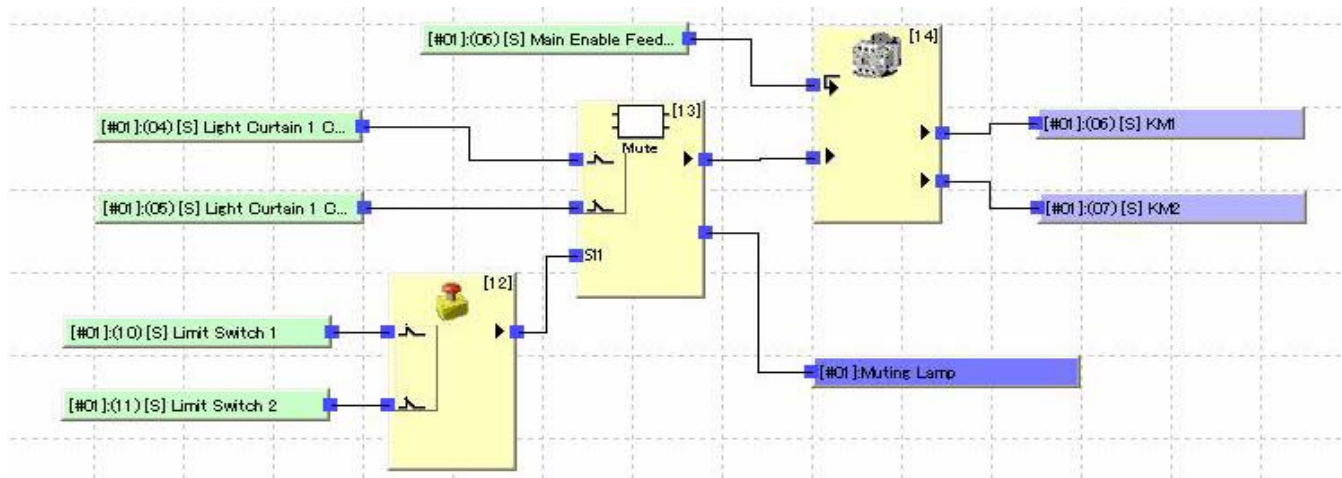 [#01]:(06) [S] Main Enable Feed...
[14]
[13]
[#01]:(04) [S] Light Curtain 1 C...
[#01]:(06) [S] KM1
Mute
[#01]:(05) [S] Light Curtain 1 C...
[#01]:(07) [S] KM2
S11
[12]
[#01]:(10) [S] Limit Switch 1
[#01]:Muting Lamp
[#01]:(11) [S] Limit Switch 2